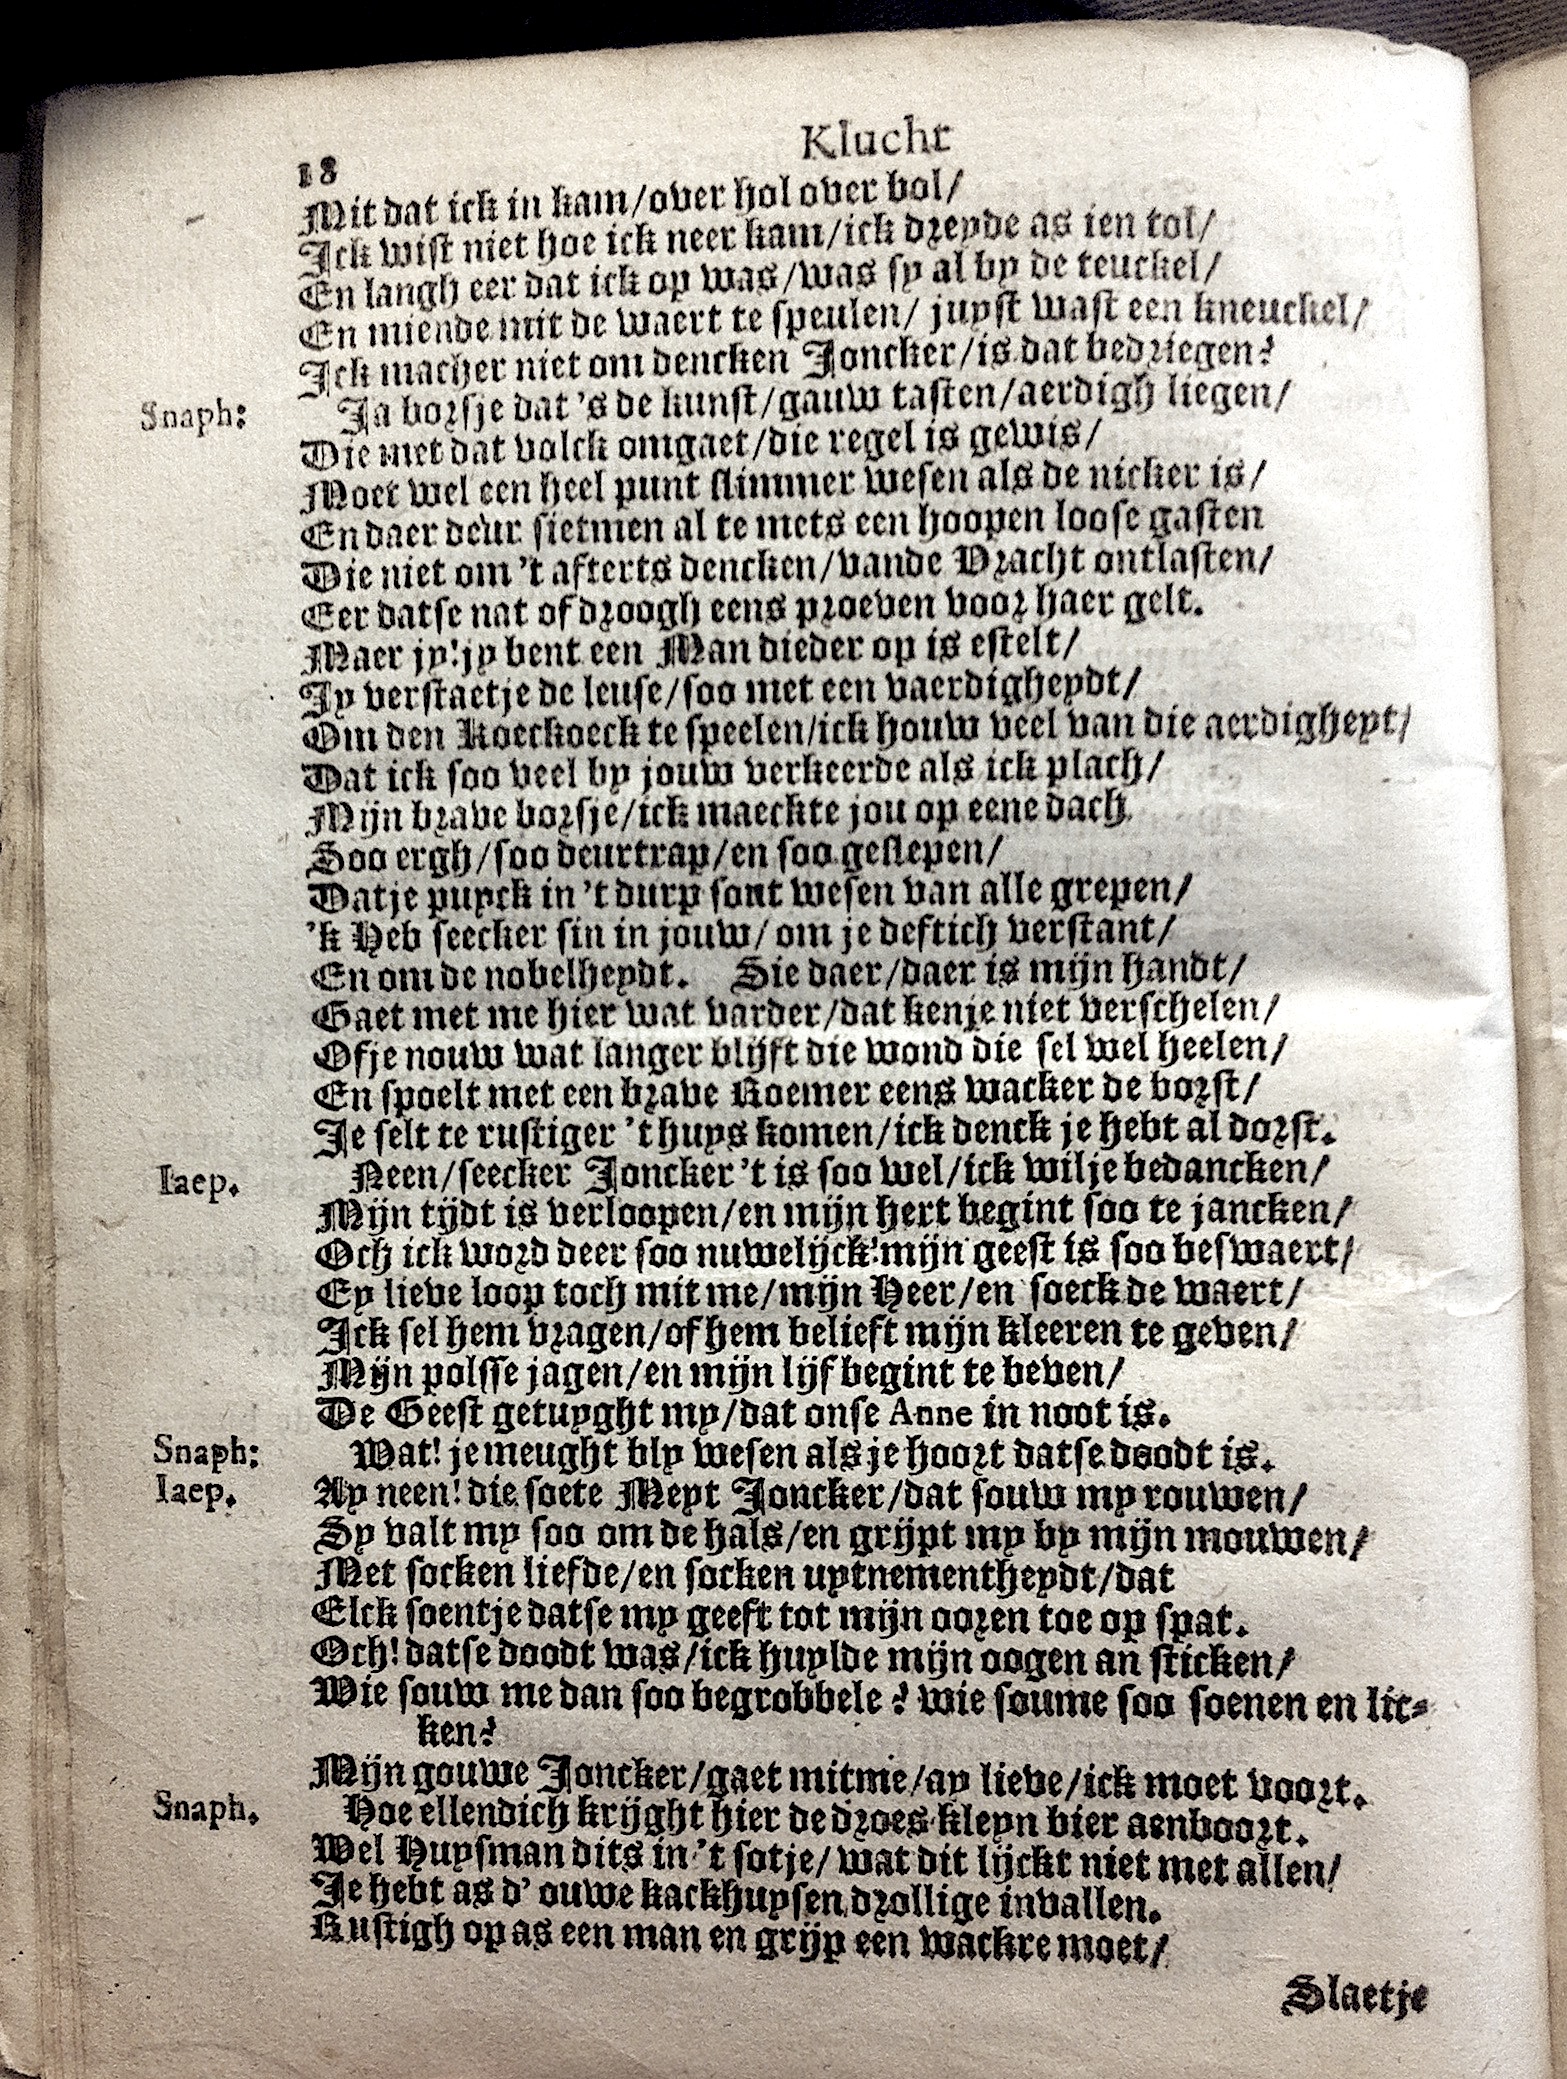 18
Klucht
Mit dat ick in kam/over hol over bol/
Ick wist niet hoe ick neer kam/ick dreyde as ien tol/
En langh eer dat ick op was/was sy al by de teuckel/
En miende mit de waert te speulen/ juyst wast een kneuckel/
Ick macher niet om dencken Joncker/is dat bedriegen?
Snaph: Ja borsje dat 's de kunst/gauw tasten/aerdigh liegen/
Die met dat volck omgaet/die regel is gewis/
Moet wel een heel punt slimmer wesen als de nicker is/
En daer deur sietmen al te mets een hoopen loose gasten
Die niet om 't afterts dencken/vande Vracht ontlasten/
Eer datse nat of droogh eens proeven voor haer gelt.
Maer jy!jy bent een Man dieder op is estelt/
Jy verstaetje de leuse/soo met een vaerdigheydt/
Om den Koeckoeck te speelen/ick houw veel van die aerdigheyt/
Dat ick soo veel by jouw verkeerde als ick plach/
Mijn brave borsje/ick maeckte jou op eene dach
Soo ergh/soo deurtrap/en soo geslepen/
Datje puyck in 't durp sout wesen van alle grepen/
'k Heb seecker sin in jouw/ om je deftich verstant/
En om de nobelheydt. Sie daer/daer is mijn handt/
Gaet met me hier wat varder/dat kenje niet verschelen/
Ofje nouw wat langer blijft die wond die sel wel heelen/
En spoelt met een brave Roemer eens wacker de borst/
Je selt te rustiger 't huys komen/ick denck je hebt al dorst.
Iaep. Neen/seecker Joncker 't is soo wel/ick wilje bedancken/
Mijn tijdt is verloopen/en mijn hert begint soo te jancken/
Och ick word deer soo nuwelijck!mijn geest is soo beswaert/
Ey lieve loop toch mit me/mijn Heer/en soeck de waert/
Ick sel hem vragen/of hem belieft mijn kleeren te geven/
Mijn polsse jagen/en mijn lijf begint te beven/
De Geest getuyght my/dat onse Anne in noot is.
Snaph: Wat! je meught bly wesen als je hoort datse doodt is.
Iaep. Ay neen! die soete Meyt Joncker/dat souw my rouwen/
Sy valt my soo om de hals/en grijpt my by mijn mouwen/
Met socken liefde/en socken uytnementheydt/dat
Elck soentje datse my geeft tot mijn ooren toe op spat.
Och! datse doodt was/ick huylde mijn oogen an sticken/
Wie souw me dan soo begrobbele? wie soume soo soenen en lic-
ken?
Mijn gouwe Joncker/gaet mitme/ay lieve/ick moet voort.
Snaph. Hoe ellendich krijght hier de droes kleyn bier aenboort.
Wel Huysman dits in 't sotje/ wat dit lijckt niet met allen/
Je hebt as d' ouwe kackhuysen drollige invallen.
Rustigh op as een man en grijp een wackre moet/
Slaetje